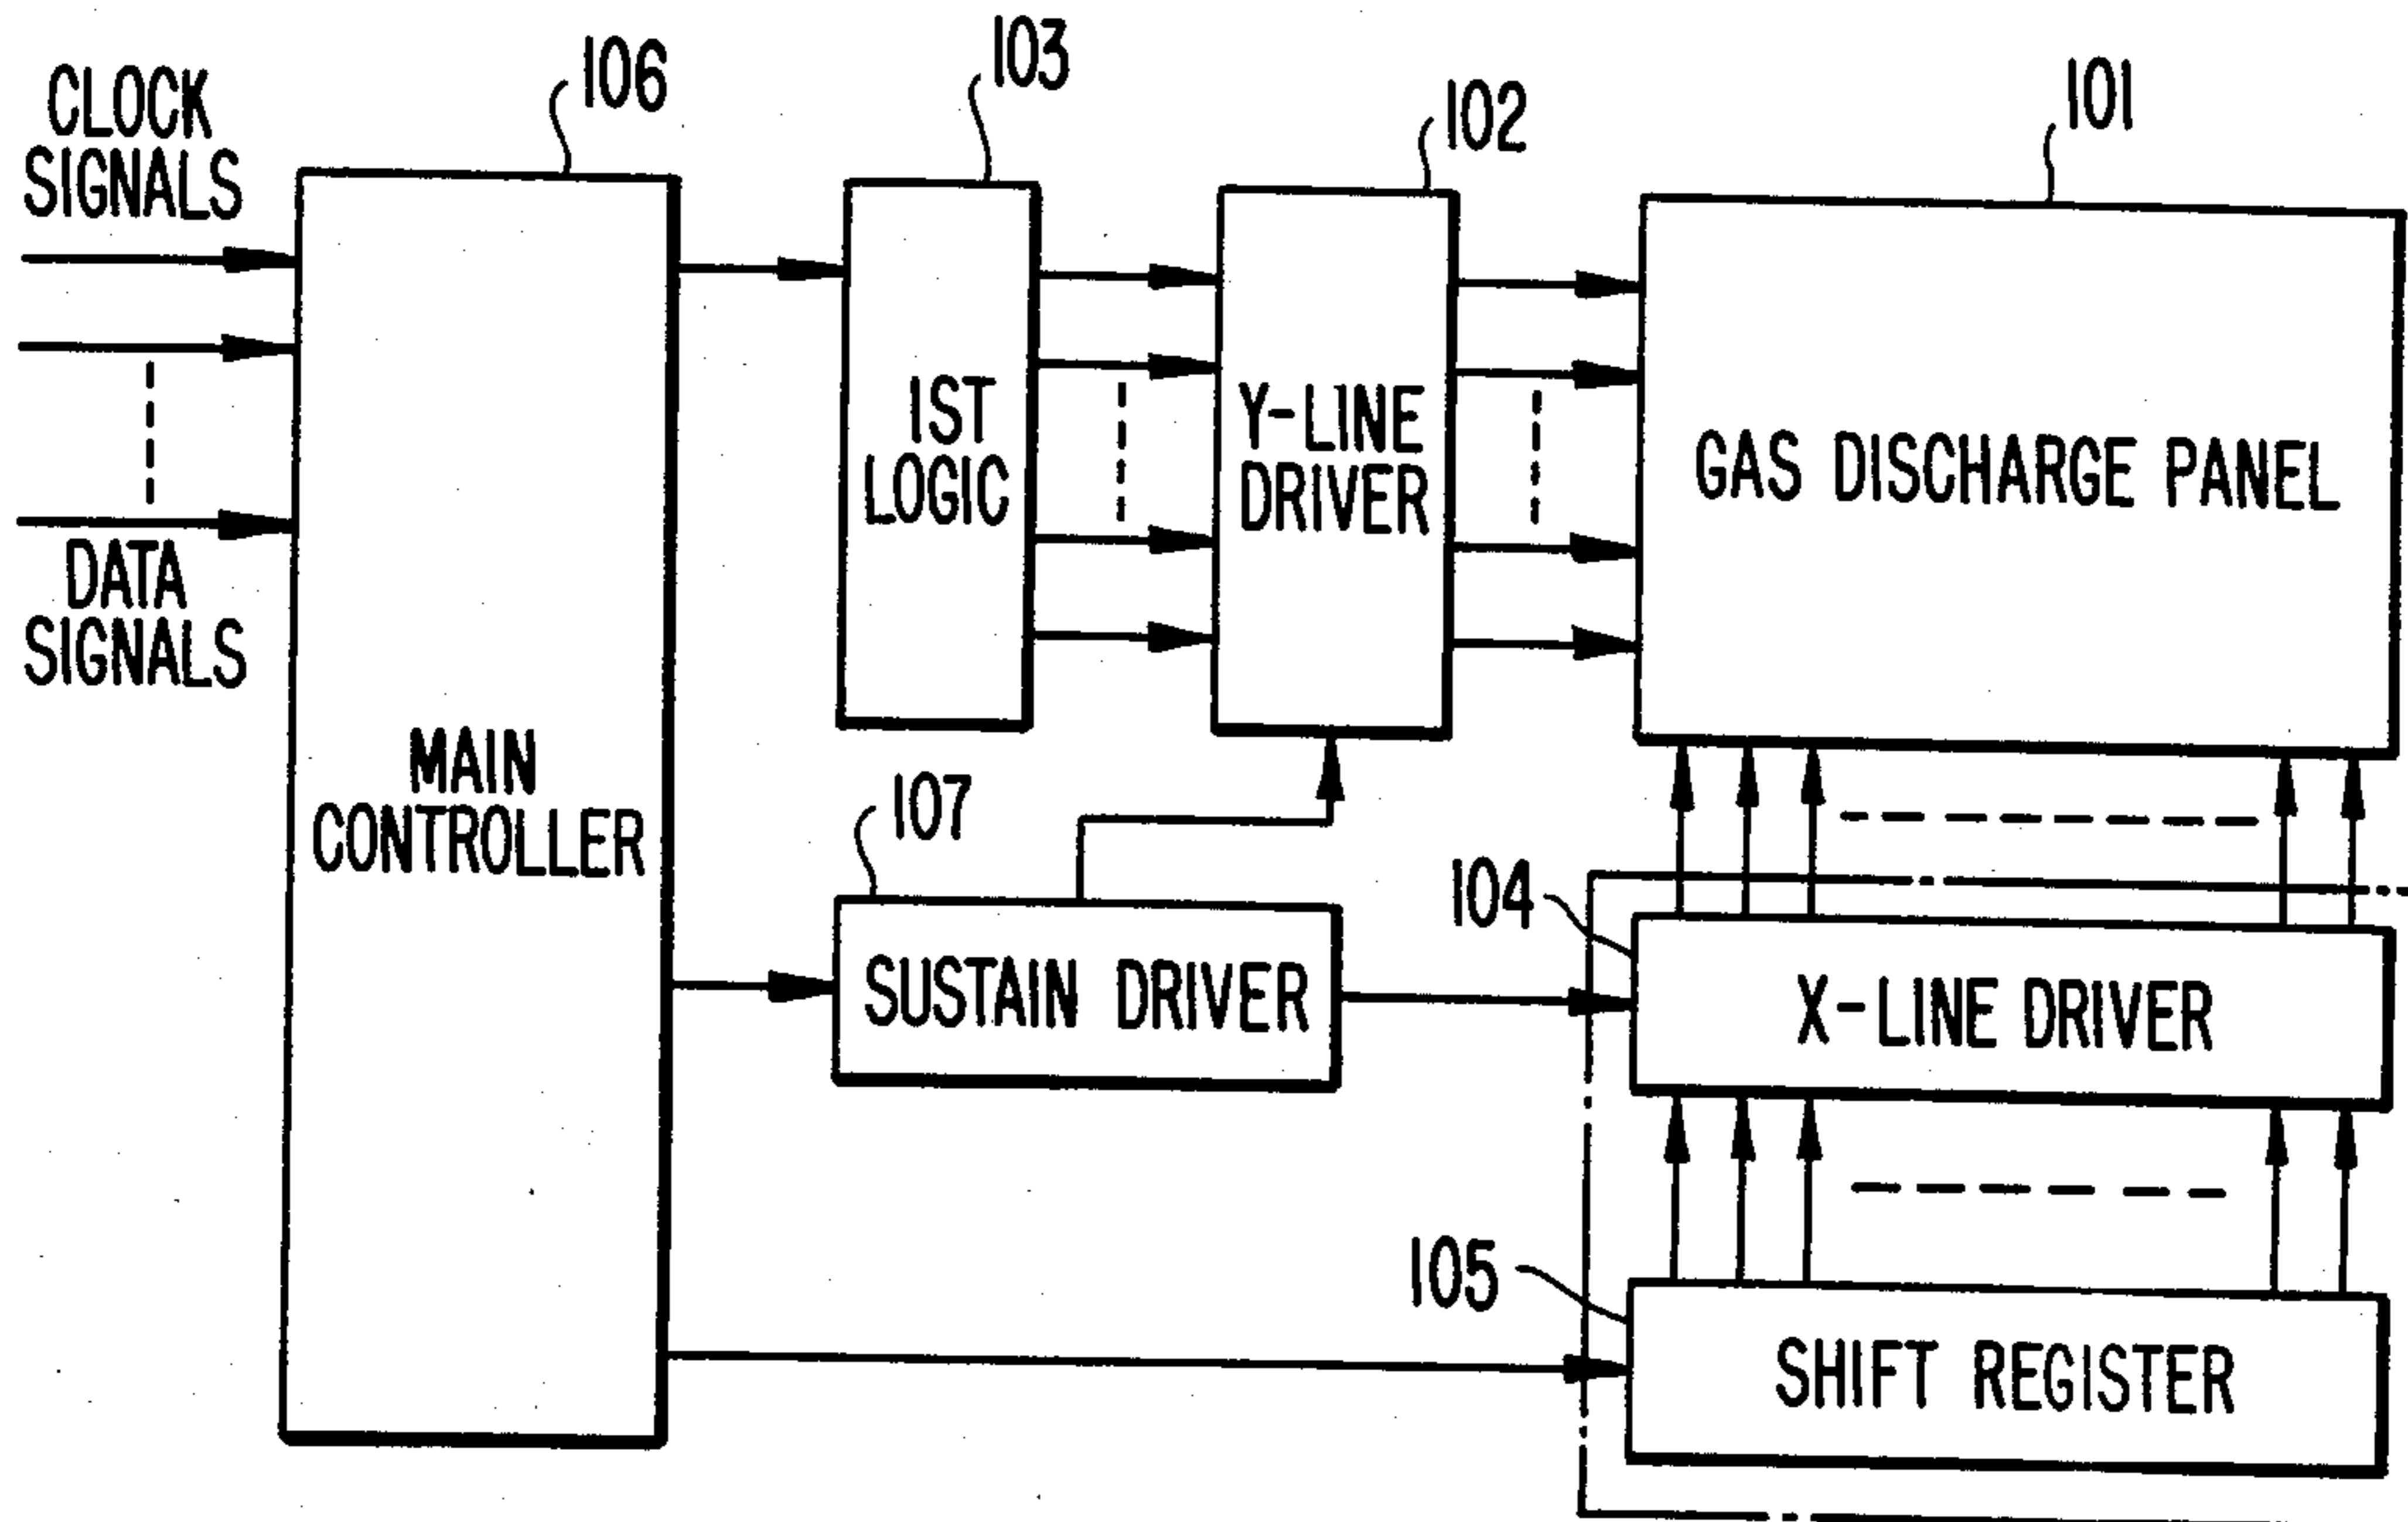 CLOCK
SIGNALS
106
103
102
101
1ST
LOGIC
Y-LINE
DRIVER
GAS DISCHARGE PANEL
DATA
SIGNALS
MAIN
CONTROLLER
107
104
SUSTAIN DRIVER
X-LINE DRIVER
105
SHIFT REGISTER